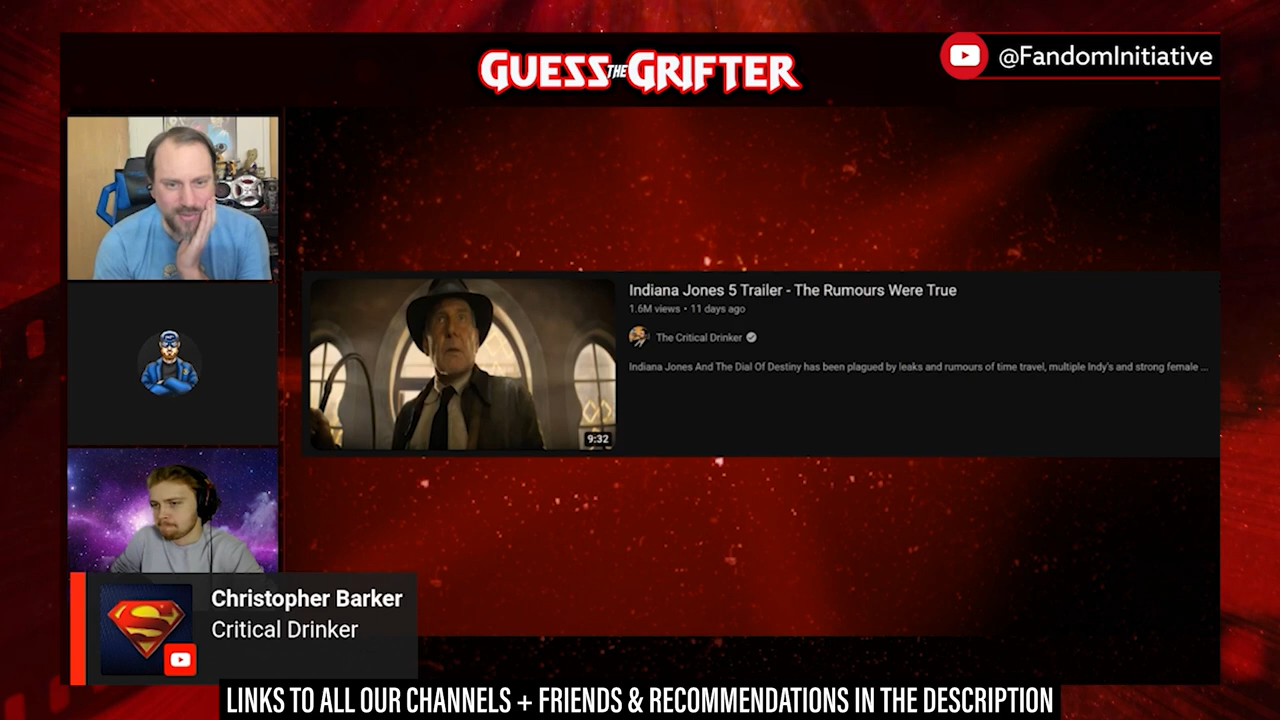 GUESS THE GRIFTER
@FandomInitiative
Indiana Jones 5 Trailer - The Rumours Were True
1.6M views • 11 days ago
The Critical Drinker
Indiana Jones And The Dial Of Destiny has been plagued by leaks and rumours of time travel, multiple Indy's and strong female ...
9:32
Christopher Barker
Critical Drinker
LINKS TO ALL OUR CHANNELS + FRIENDS & RECOMMENDATIONS IN THE DESCRIPTION